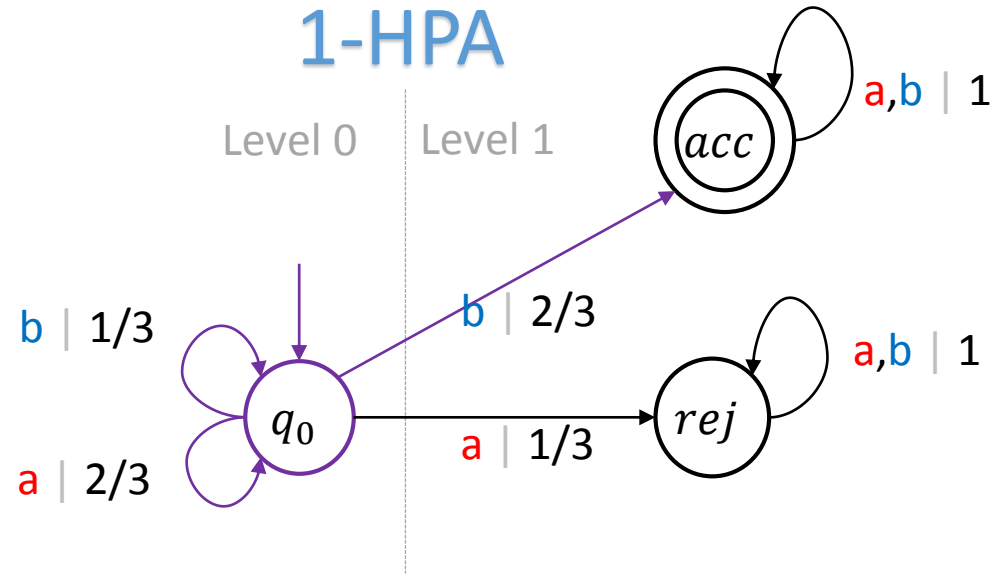 1-HPA
Level 0
Level 1
acc
a,b | 1
b | 1/3
b | 2/3
a,b | 1
q₀
rej
a | 2/3
a | 1/3